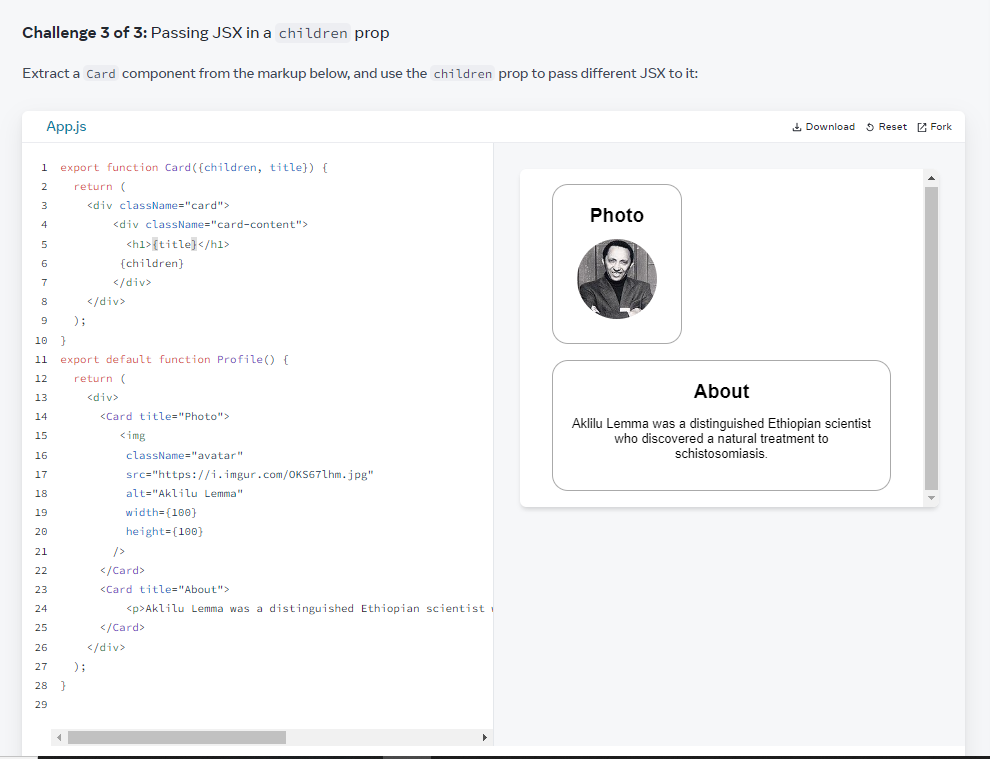 Challenge 3 of 3: Passing JSX in a children prop
Extract a Card component from the markup below, and use the children prop to pass different JSX to it:
App.js
Download Reset Fork
1 export function Card({children, title}) {
2 return (
3 <div className="card">
4 <div className="card-content">
5 <h1>{title}</h1>
6 {children}
7 </div>
8 </div>
9 );
10 }
11 export default function Profile() {
12 return (
13 <div>
14 <Card title="Photo">
15 <img
16 className="avatar"
17 src="https://i.imgur.com/OKS67lhm.jpg"
18 alt="Aklilu Lemma"
19 width={100}
20 height={100}
21 />
22 </Card>
23 <Card title="About">
24 <p>Aklilu Lemma was a distinguished Ethiopian scientist
25 </Card>
26 </div>
27 );
28 }
29
Photo
About
Aklilu Lemma was a distinguished Ethiopian scientist
who discovered a natural treatment to
schistosomiasis.